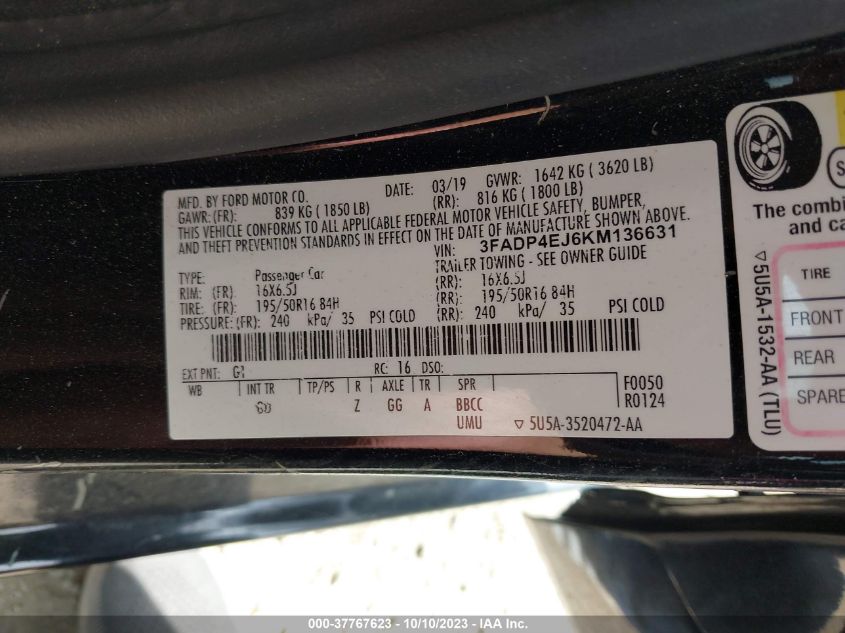 MFD. BY FORD MOTOR CO.
DATE: 03/19 GVWR: 1642 KG ( 3620 LB)
GAWR: (FR): 839 KG ( 1850 LB) (RR): 816 KG ( 1800 LB)
THIS VEHICLE CONFORMS TO ALL APPLICABLE FEDERAL MOTOR VEHICLE SAFETY, BUMPER,
AND THEFT PREVENTION STANDARDS IN EFFECT ON THE DATE OF MANUFACTURE SHOWN ABOVE.
VIN: 3FADP4EJ6KM136631
TYPE: Passenger Car TRAILER TOWING - SEE OWNER GUIDE
RIM: (FR) 16X6.5J (RR): 16X6.5J
TIRE: (FR): 195/50R16 84H (RR): 195/50R16 84H
PRESSURE: (FR): 240 kPa/ 35 PSI COLD (RR): 240 kPa/ 35 PSI COLD
EXT PNT: RC: 16 DSO:
WB INT TR TP/PS R AXLE TR SPR F0050
Z GG A BBCC R0124
UMU ▽ 5U5A-3520472-AA
S
The combi
and ca
TIRE
FRONT
REAR
SPARE
▽5U5A-1532-AA (TLU)
000-37767623 - 10/10/2023 - IAA Inc.